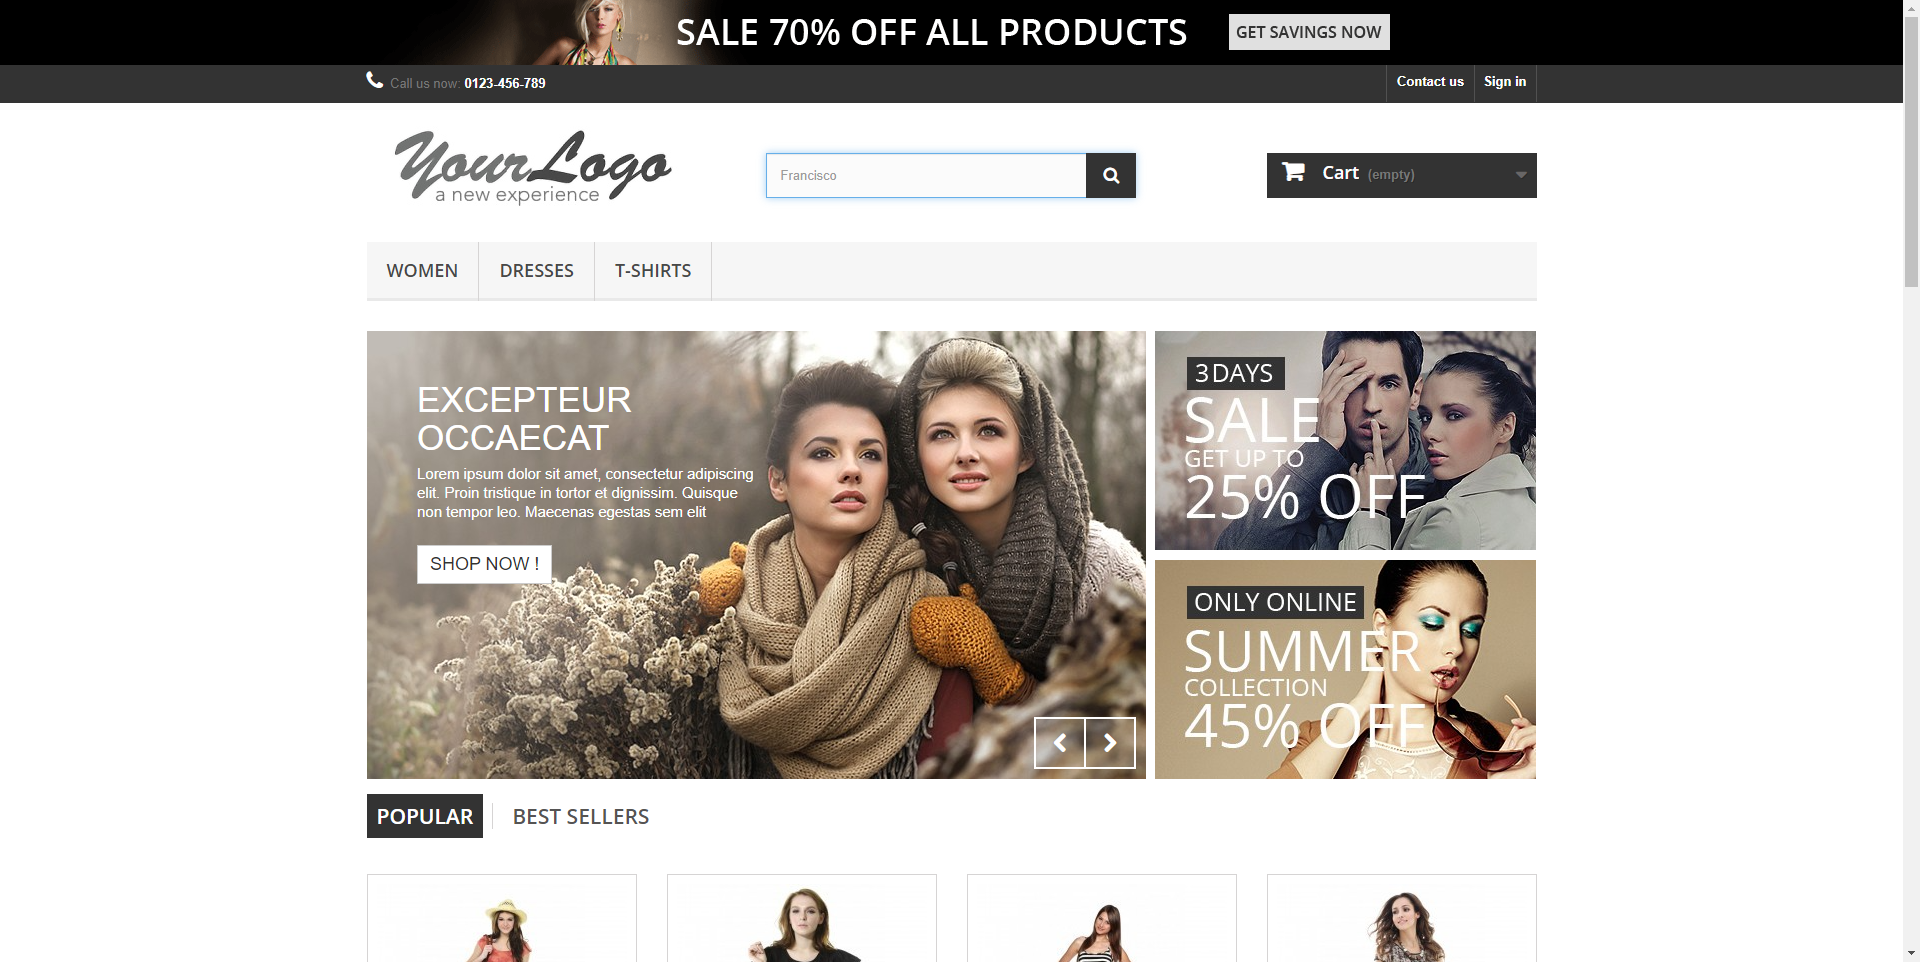 SALE 70% OFF ALL PRODUCTS
GET SAVINGS NOW
Call us now: 0123-456-789
Contact us
Sign in
YourLogo
a new experience
Francisco
Cart (empty)
WOMEN
DRESSES
T-SHIRTS
EXCEPTEUR
OCCAECAT
Lorem ipsum dolor sit amet, consectetur adipiscing
elit. Proin tristique in tortor et dignissim. Quisque
non tempor leo. Maecenas egestas sem elit
SHOP NOW !
3 DAYS
SALE
GET UP TO
25% OFF
ONLY ONLINE
SUMMER
COLLECTION
45% OFF
POPULAR
BEST SELLERS